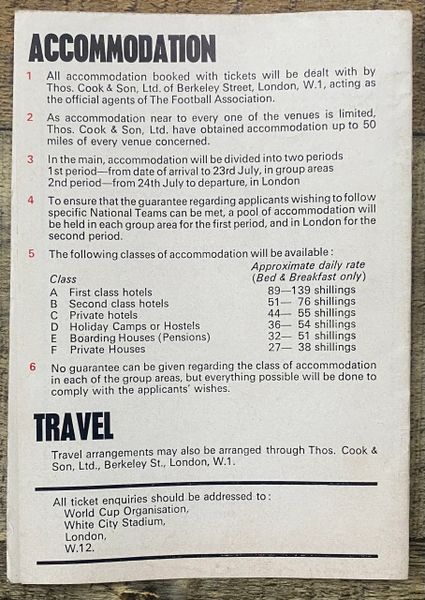 ACCOMMODATION
1 All accommodation booked with tickets will be dealt with by
Thos. Cook & Son, Ltd. of Berkeley Street, London, W.1, acting as
the official agents of The Football Association.
2 As accommodation near to every one of the venues is limited,
Thos. Cook & Son, Ltd. have obtained accommodation up to 50
miles of every venue concerned.
3 In the main, accommodation will be divided into two periods
1st period—from date of arrival to 23rd July, in group areas
2nd period—from 24th July to departure, in London
4 To ensure that the guarantee regarding applicants wishing to follow
specific National Teams can be met, a pool of accommodation will
be held in each group area for the first period, and in London for
the second period.
5 The following classes of accommodation will be available:
Approximate daily rate
Class (Bed & Breakfast only)
A First class hotels 89—139 shillings
B Second class hotels 51— 76 shillings
C Private hotels 44— 55 shillings
D Holiday Camps or Hostels 36— 54 shillings
E Boarding Houses (Pensions) 32— 51 shillings
F Private Houses 27— 38 shillings
6 No guarantee can be given regarding the class of accommodation
in each of the group areas, but everything possible will be done to
comply with the applicants' wishes.
TRAVEL
Travel arrangements may also be arranged through Thos. Cook &
Son, Ltd., Berkeley St., London, W.1.
All ticket enquiries should be addressed to:
World Cup Organisation,
White City Stadium,
London,
W.12.